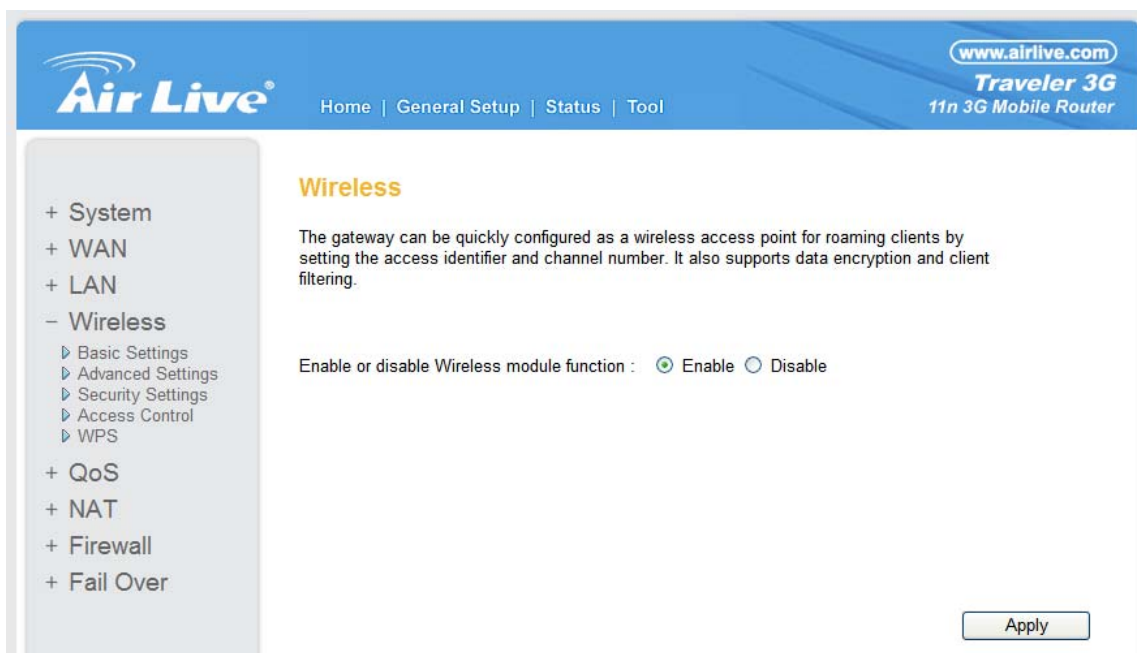 www.airlive.com
Air Live®
Traveler 3G
11n 3G Mobile Router
Home | General Setup | Status | Tool
+ System
+ WAN
+ LAN
− Wireless
Basic Settings
Advanced Settings
Security Settings
Access Control
WPS
+ QoS
+ NAT
+ Firewall
+ Fail Over
Wireless
The gateway can be quickly configured as a wireless access point for roaming clients by
setting the access identifier and channel number. It also supports data encryption and client
filtering.
Enable or disable Wireless module function : Enable Disable
Apply